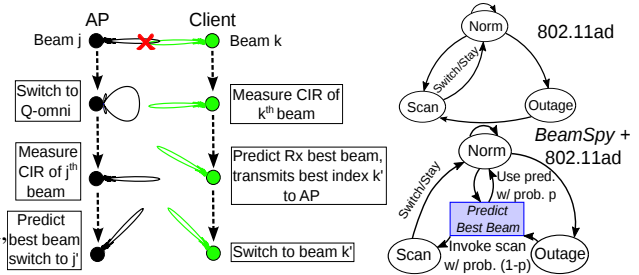 AP
Client
Beam j
Beam k
Switch to
Q-omni
Measure CIR of
kth beam
Measure
CIR of jth
beam
Predict Rx best beam,
transmits best index k'
to AP
Predict
best beam
switch to j'
Switch to beam k'
Norm
802.11ad
Switch/Stay
Scan
Outage
BeamSpy +
802.11ad
Norm
Switch/Stay
Use pred.
w/ prob. p
Predict
Best Beam
Scan
Invoke scan
w/ prob. (1-p)
Outage